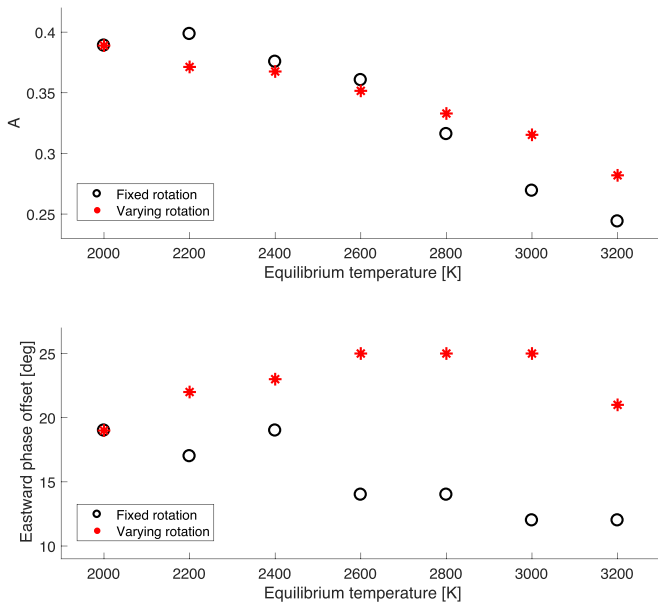 A
0.4
0.35
0.3
0.25
Fixed rotation
Varying rotation
2000 2200 2400 2600 2800 3000 3200
Equilibrium temperature [K]
Eastward phase offset [deg]
25
20
15
10
Fixed rotation
Varying rotation
2000 2200 2400 2600 2800 3000 3200
Equilibrium temperature [K]